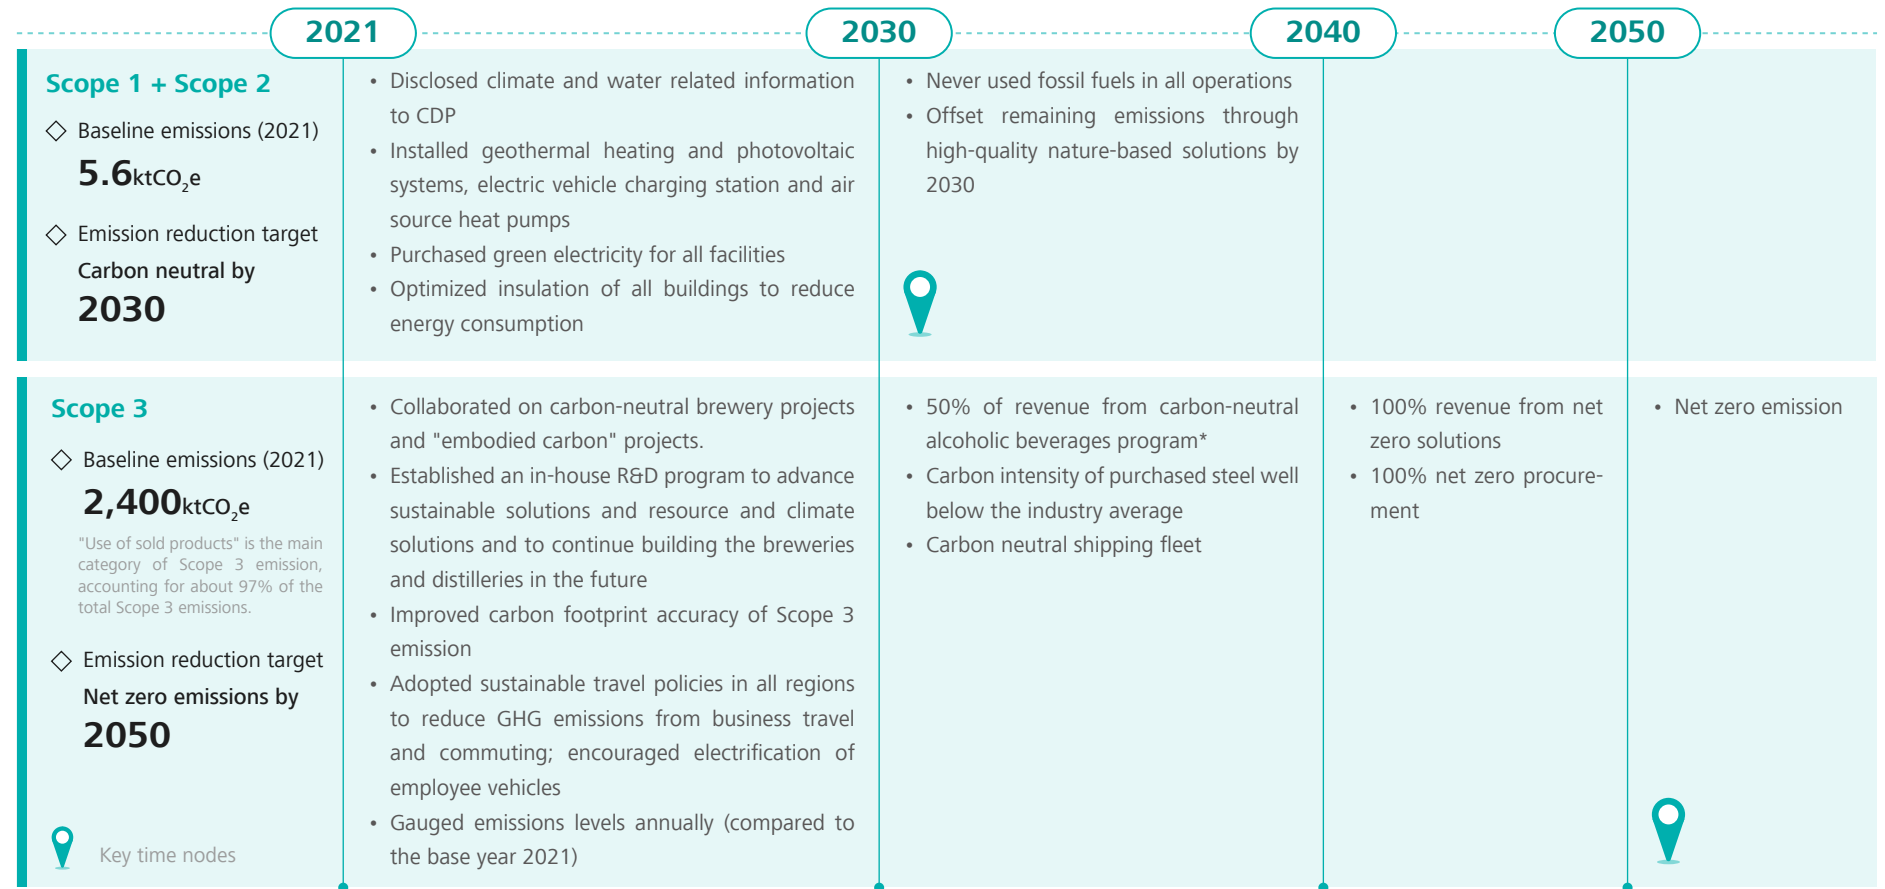 2021
2030
2040
2050
Scope 1 + Scope 2
Baseline emissions (2021)
5.6ktCO₂e
Emission reduction target
Carbon neutral by
2030
• Disclosed climate and water related information
to CDP
• Installed geothermal heating and photovoltaic
systems, electric vehicle charging station and air
source heat pumps
• Purchased green electricity for all facilities
• Optimized insulation of all buildings to reduce
energy consumption
• Never used fossil fuels in all operations
• Offset remaining emissions through
high-quality nature-based solutions by
2030
Scope 3
Baseline emissions (2021)
2,400ktCO₂e
"Use of sold products" is the main
category of Scope 3 emission,
accounting for about 97% of the
total Scope 3 emissions.
Emission reduction target
Net zero emissions by
2050
Key time nodes
• Collaborated on carbon-neutral brewery projects
and "embodied carbon" projects.
• Established an in-house R&D program to advance
sustainable solutions and resource and climate
solutions and to continue building the breweries
and distilleries in the future
• Improved carbon footprint accuracy of Scope 3
emission
• Adopted sustainable travel policies in all regions
to reduce GHG emissions from business travel
and commuting; encouraged electrification of
employee vehicles
• Gauged emissions levels annually (compared to
the base year 2021)
• 50% of revenue from carbon-neutral
alcoholic beverages program*
• Carbon intensity of purchased steel well
below the industry average
• Carbon neutral shipping fleet
• 100% revenue from net
zero solutions
• 100% net zero procure-
ment
• Net zero emission